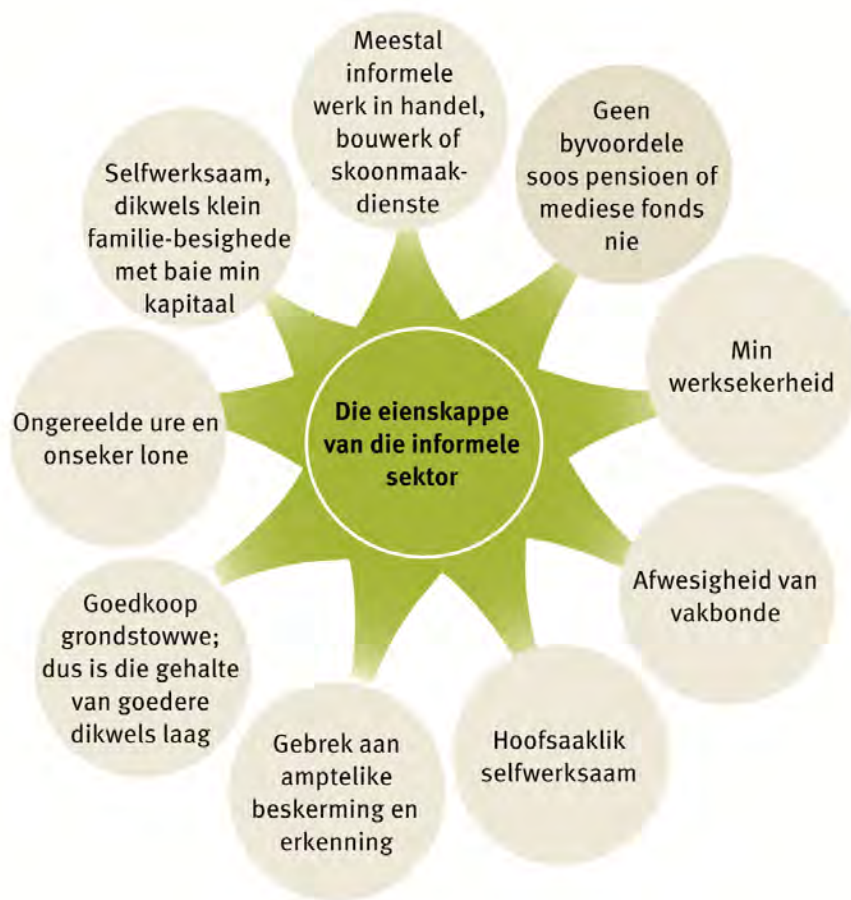 Die eienskappe
van die informele
sektor
Meestal
informele
werk in handel,
bouwerk of
skoonmaak-
dienste
Geen
byvoordele
soos pensioen of
mediese fonds
nie
Min
werksekerheid
Afwesigheid van
vakbonde
Hoofsaaklik
selfwerksaam
Gebrek aan
amptelike
beskerming en
erkenning
Goedkoop
grondstowwe;
dus is die gehalte
van goedere
dikwels laag
Ongereelde ure en
onseker lone
Selfwerksaam,
dikwels klein
familie-besighede
met baie min
kapitaal